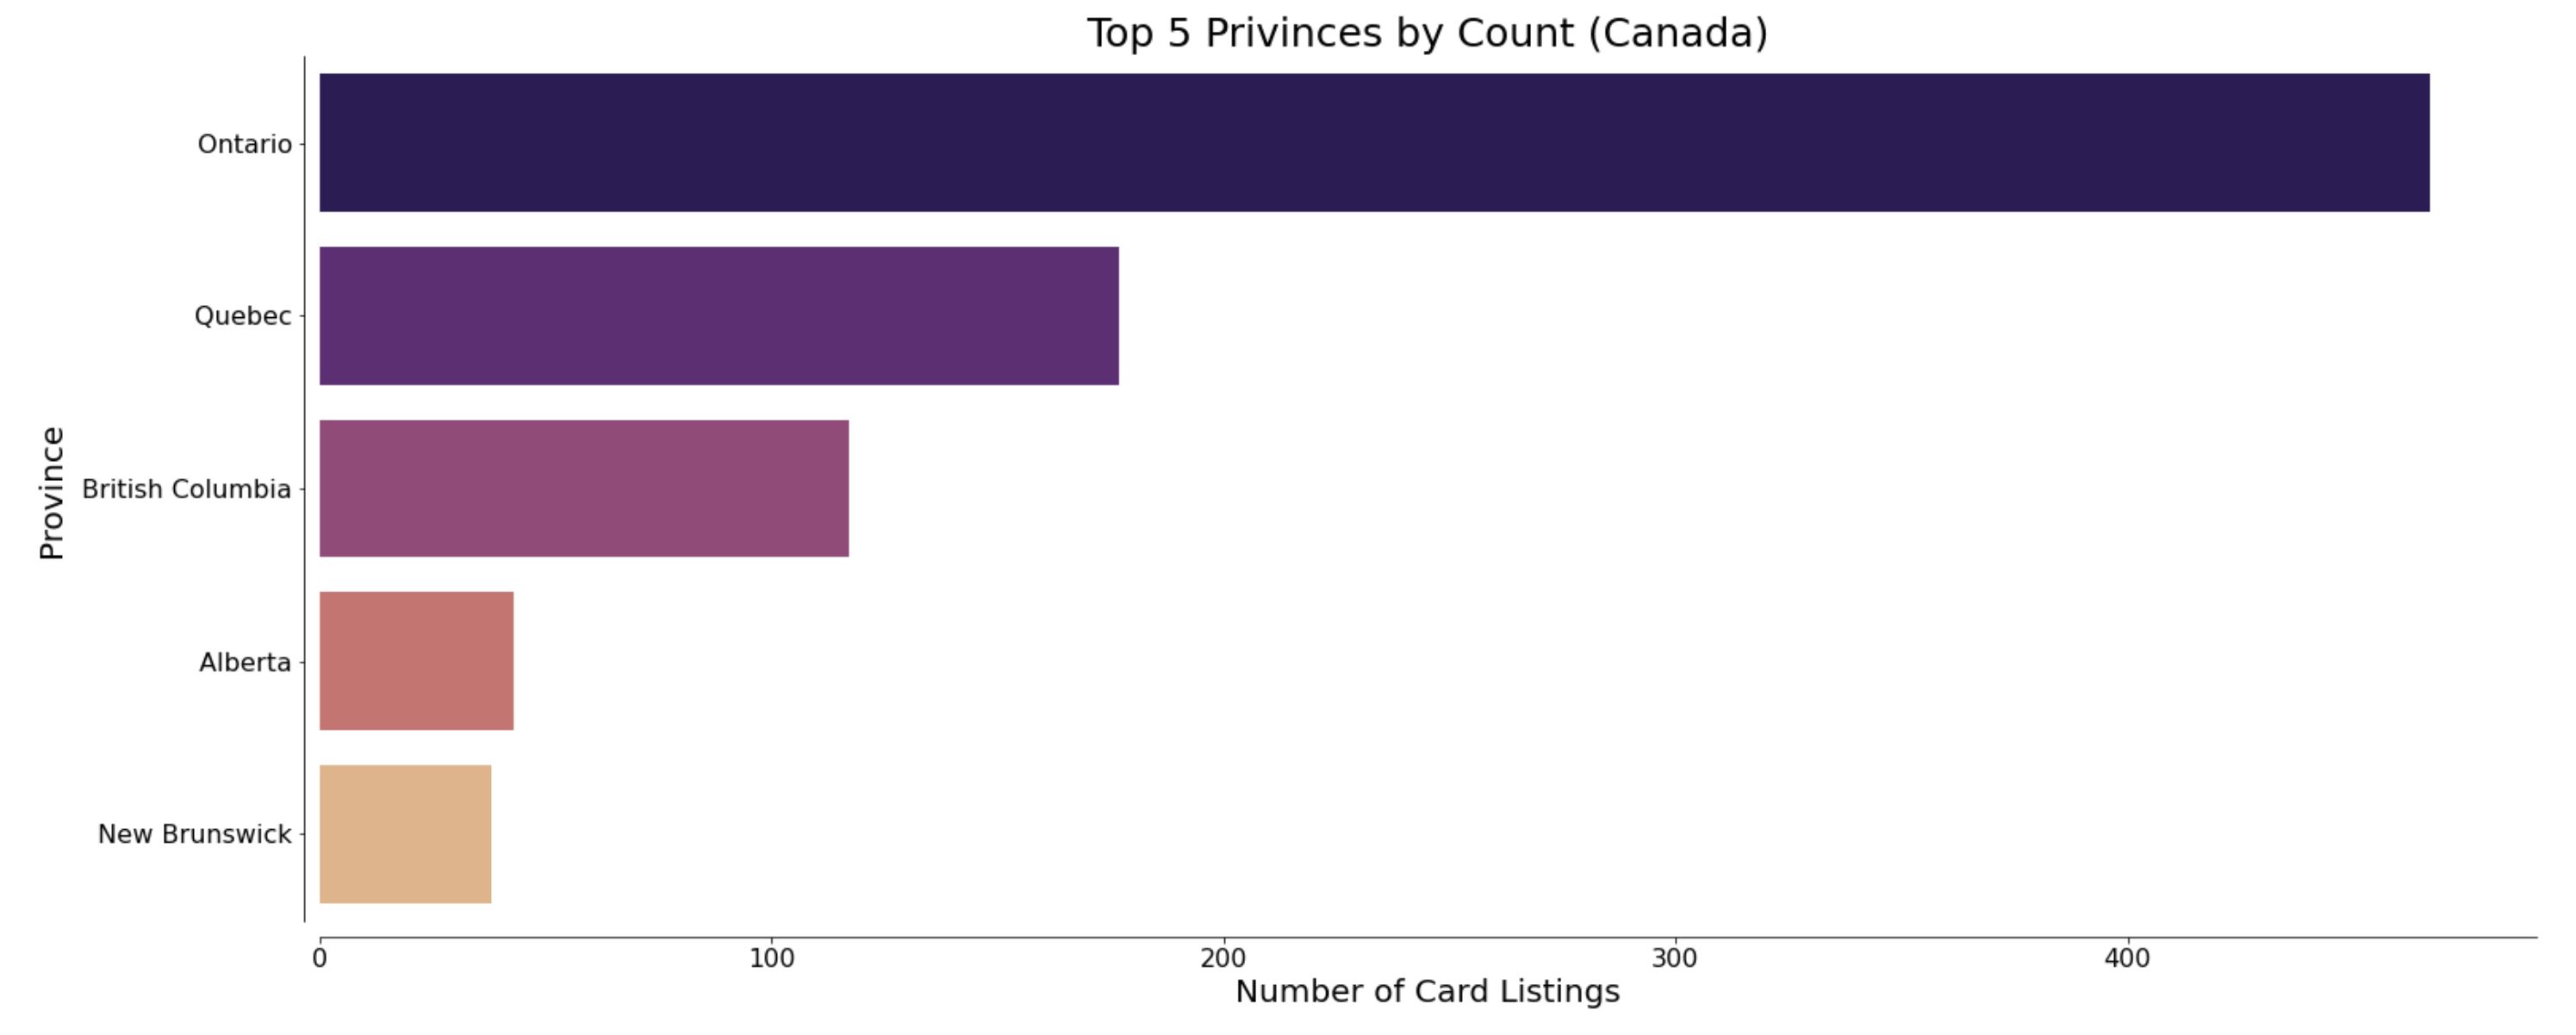 Top 5 Privinces by Count (Canada)
Province
Ontario
Quebec
British Columbia
Alberta
New Brunswick
0 100 200 300 400
Number of Card Listings